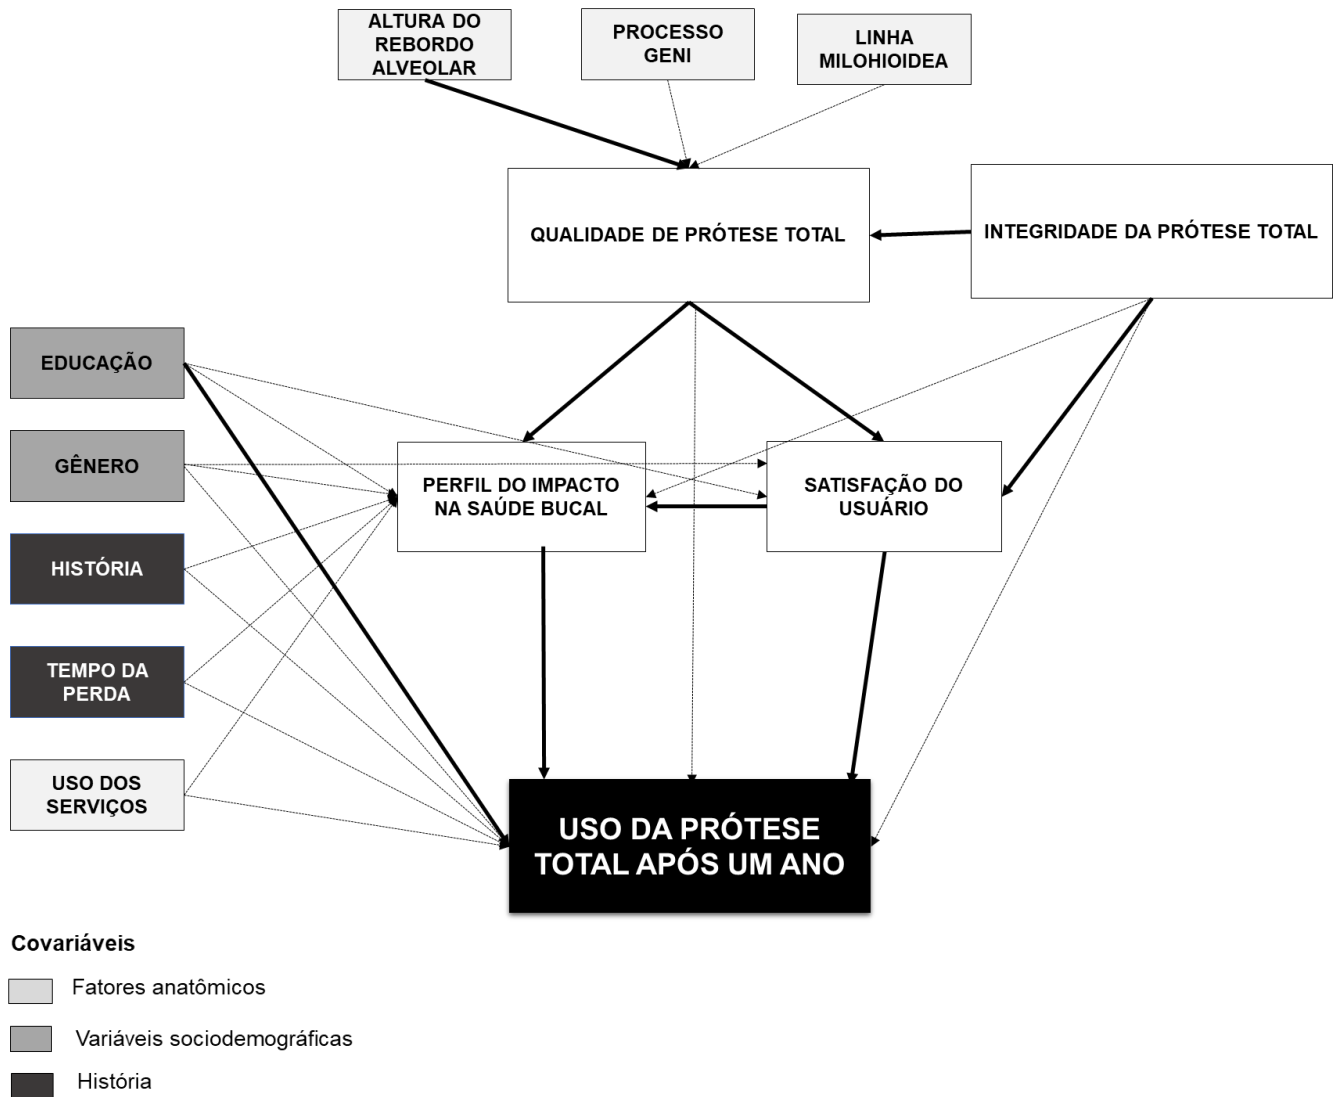 ALTURA DO
REBORDO
ALVEOLAR
PROCESSO
GENI
LINHA
MILOHIOIDEA
QUALIDADE DE PRÓTESE TOTAL
INTEGRIDADE DA PRÓTESE TOTAL
EDUCAÇÃO
GÊNERO
PERFIL DO IMPACTO
NA SAÚDE BUCAL
SATISFAÇÃO DO
USUÁRIO
HISTÓRIA
TEMPO DA
PERDA
USO DOS
SERVIÇOS
USO DA PRÓTESE
TOTAL APÓS UM ANO
Covariáveis
Fatores anatômicos
Variáveis sociodemográficas
História